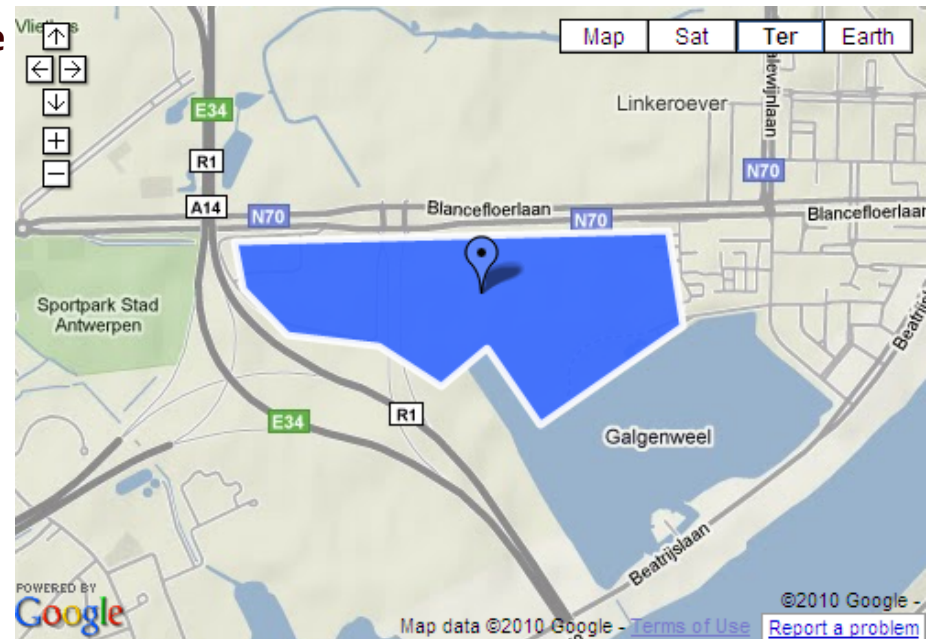 e
Vlie
Map
Sat
Ter
Earth
Linkeroever
E34
R1
A14
N70
N70
Blancefloerlaan
N70
Blancefloerlaan
Sportpark Stad
Antwerpen
E34
R1
Galgenweel
Beatrijslaan
POWERED BY
Google
©2010 Google -
Map data ©2010 Google - Terms of Use
Report a problem